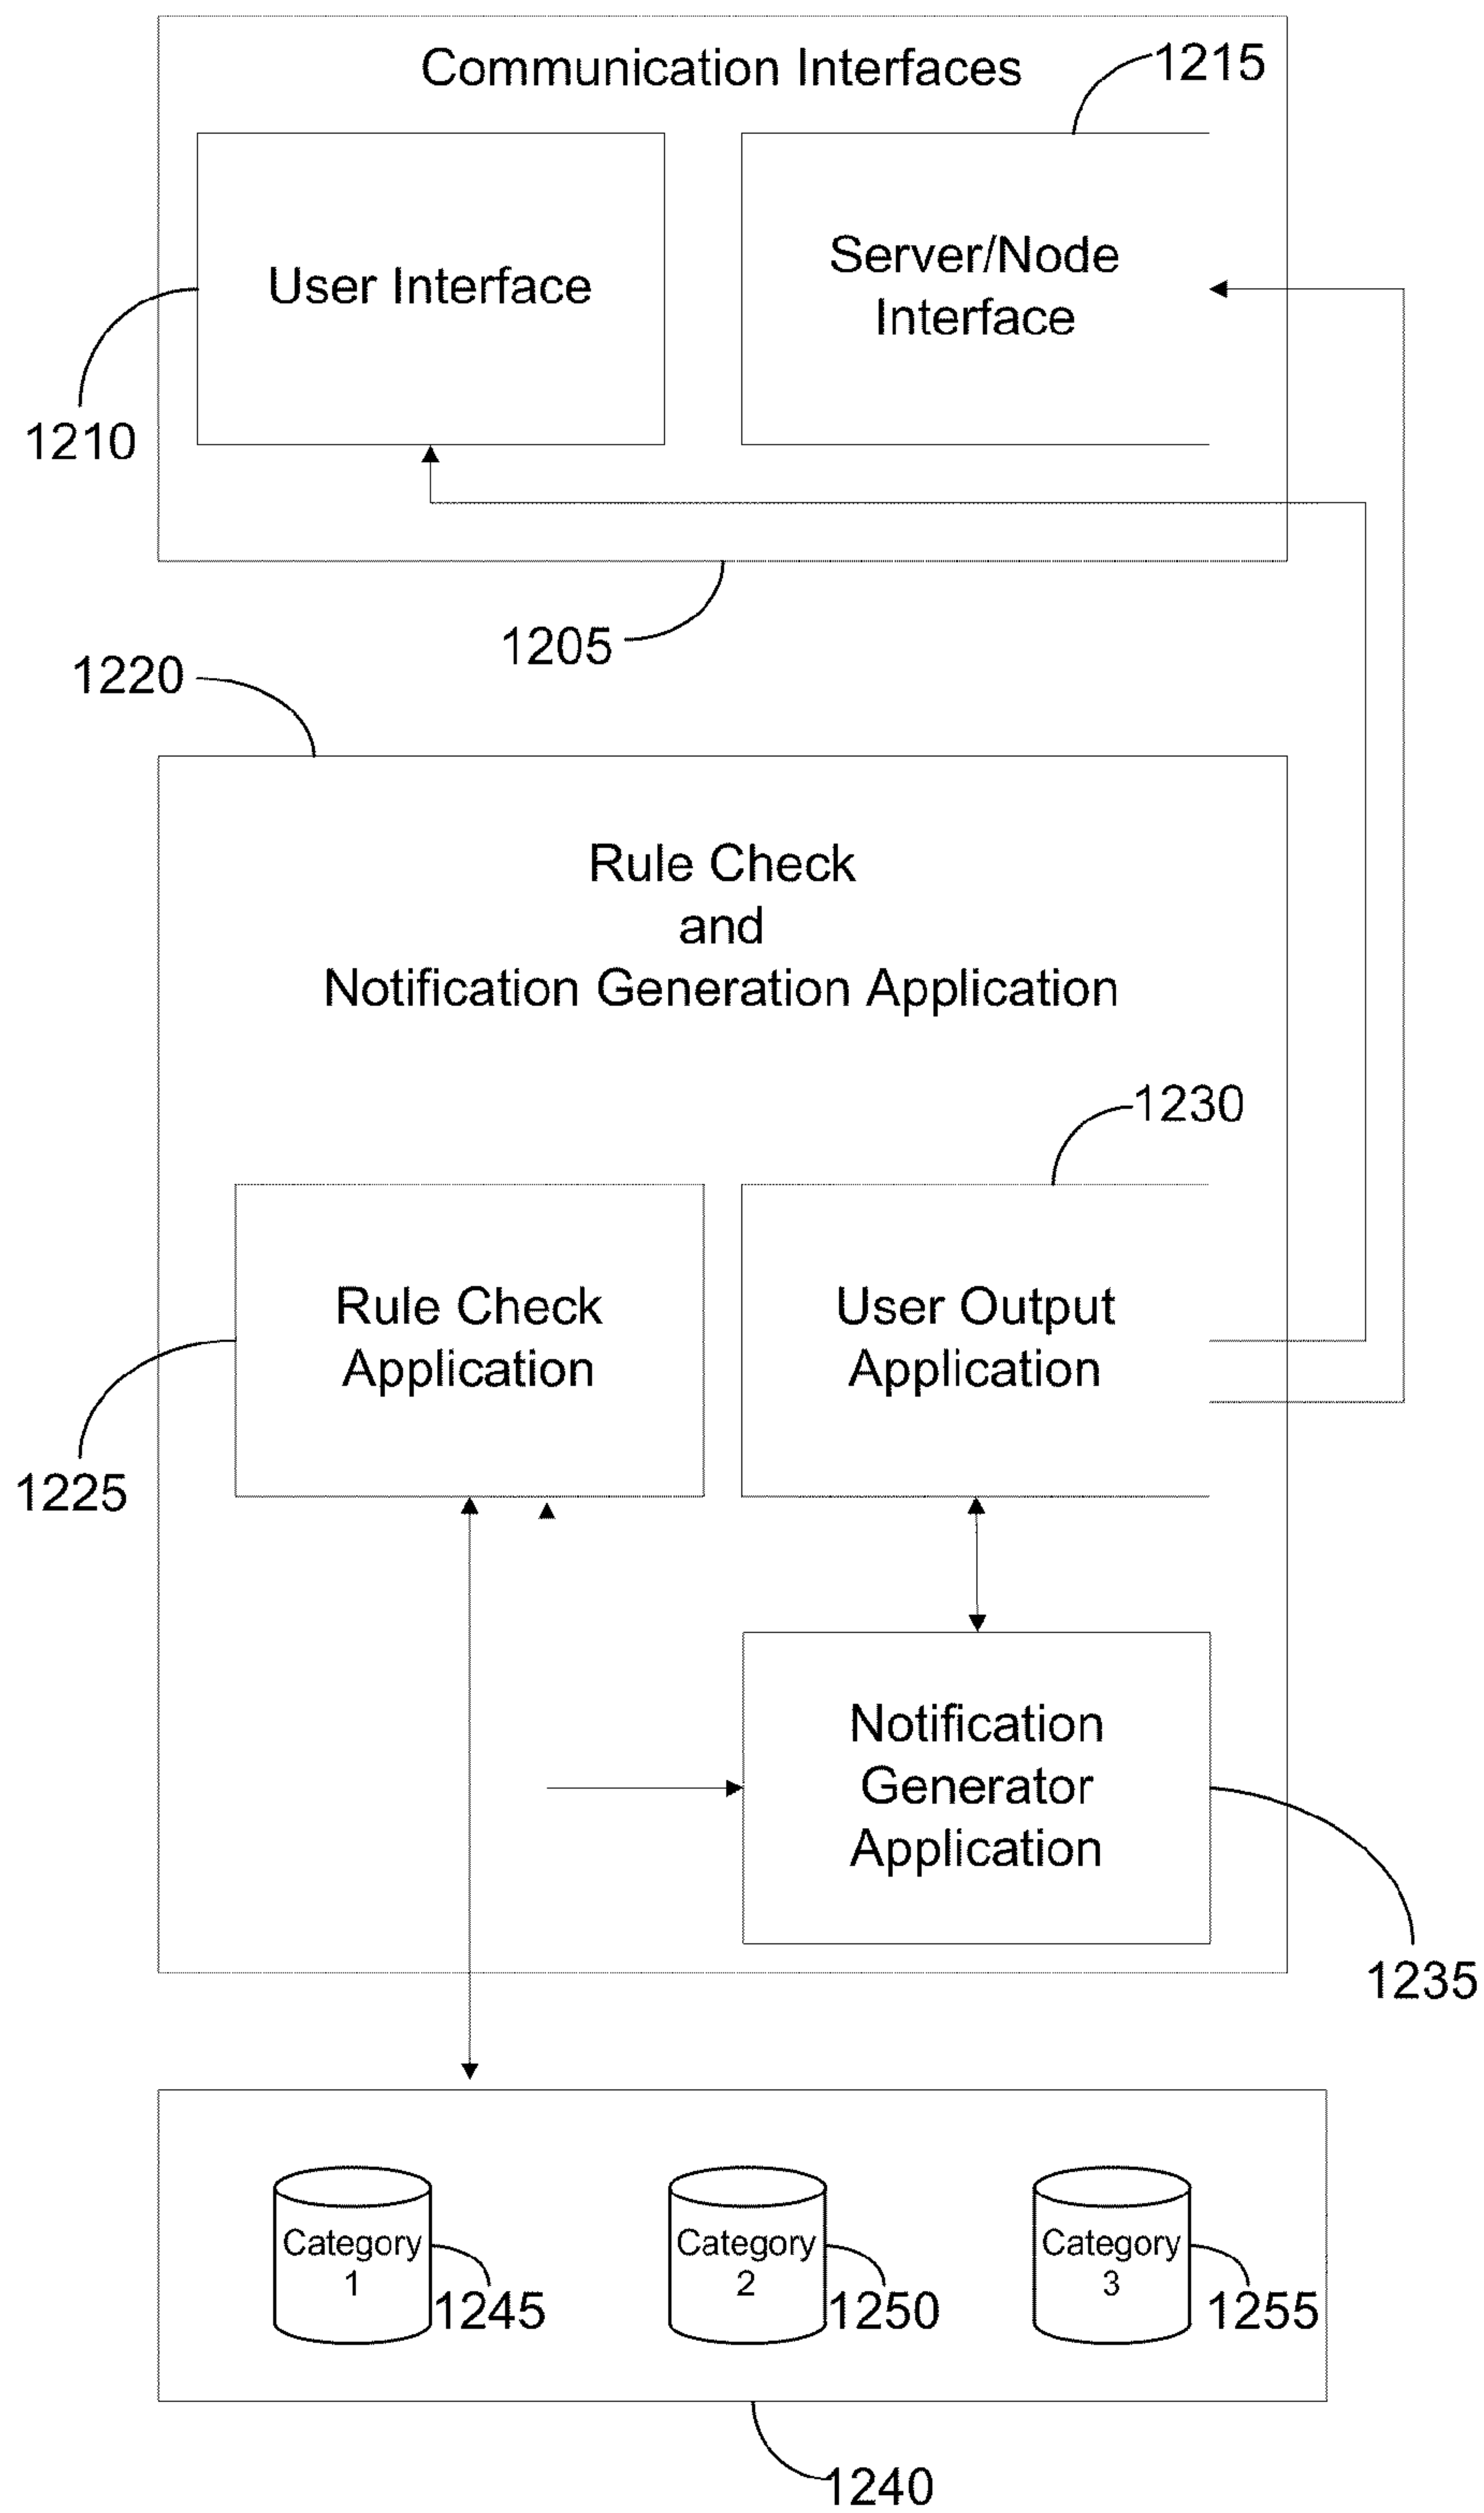 Communication Interfaces
1215
User Interface
Server/Node
Interface
1210
1205
1220
Rule Check
and
Notification Generation Application
1230
Rule Check
Application
User Output
Application
1225
Notification
Generator
Application
1235
Category
1
1245
Category
2
1250
Category
3
1255
1240